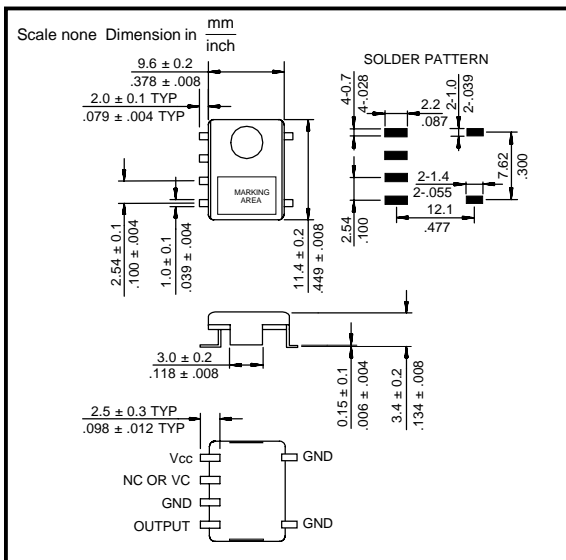 Scale none Dimension in mm
inch
9.6 ± 0.2
.378 ± .008
2.0 ± 0.1 TYP
.079 ± .004 TYP
MARKING
AREA
2.54 ± 0.1
.100 ± .004
1.0 ± 0.1
.039 ± .004
11.4 ± 0.2
.449 ± .008
SOLDER PATTERN
4-0.7
4-.028
2.2
.087
2-1.0
2-.039
7.62
.300
2-1.4
2-.055
2.54
.100
12.1
.477
3.0 ± 0.2
.118 ± .008
0.15 ± 0.1
.006 ± .004
3.4 ± 0.2
.134 ± .008
2.5 ± 0.3 TYP
.098 ± .012 TYP
Vcc
GND
NC OR VC
GND
OUTPUT
GND